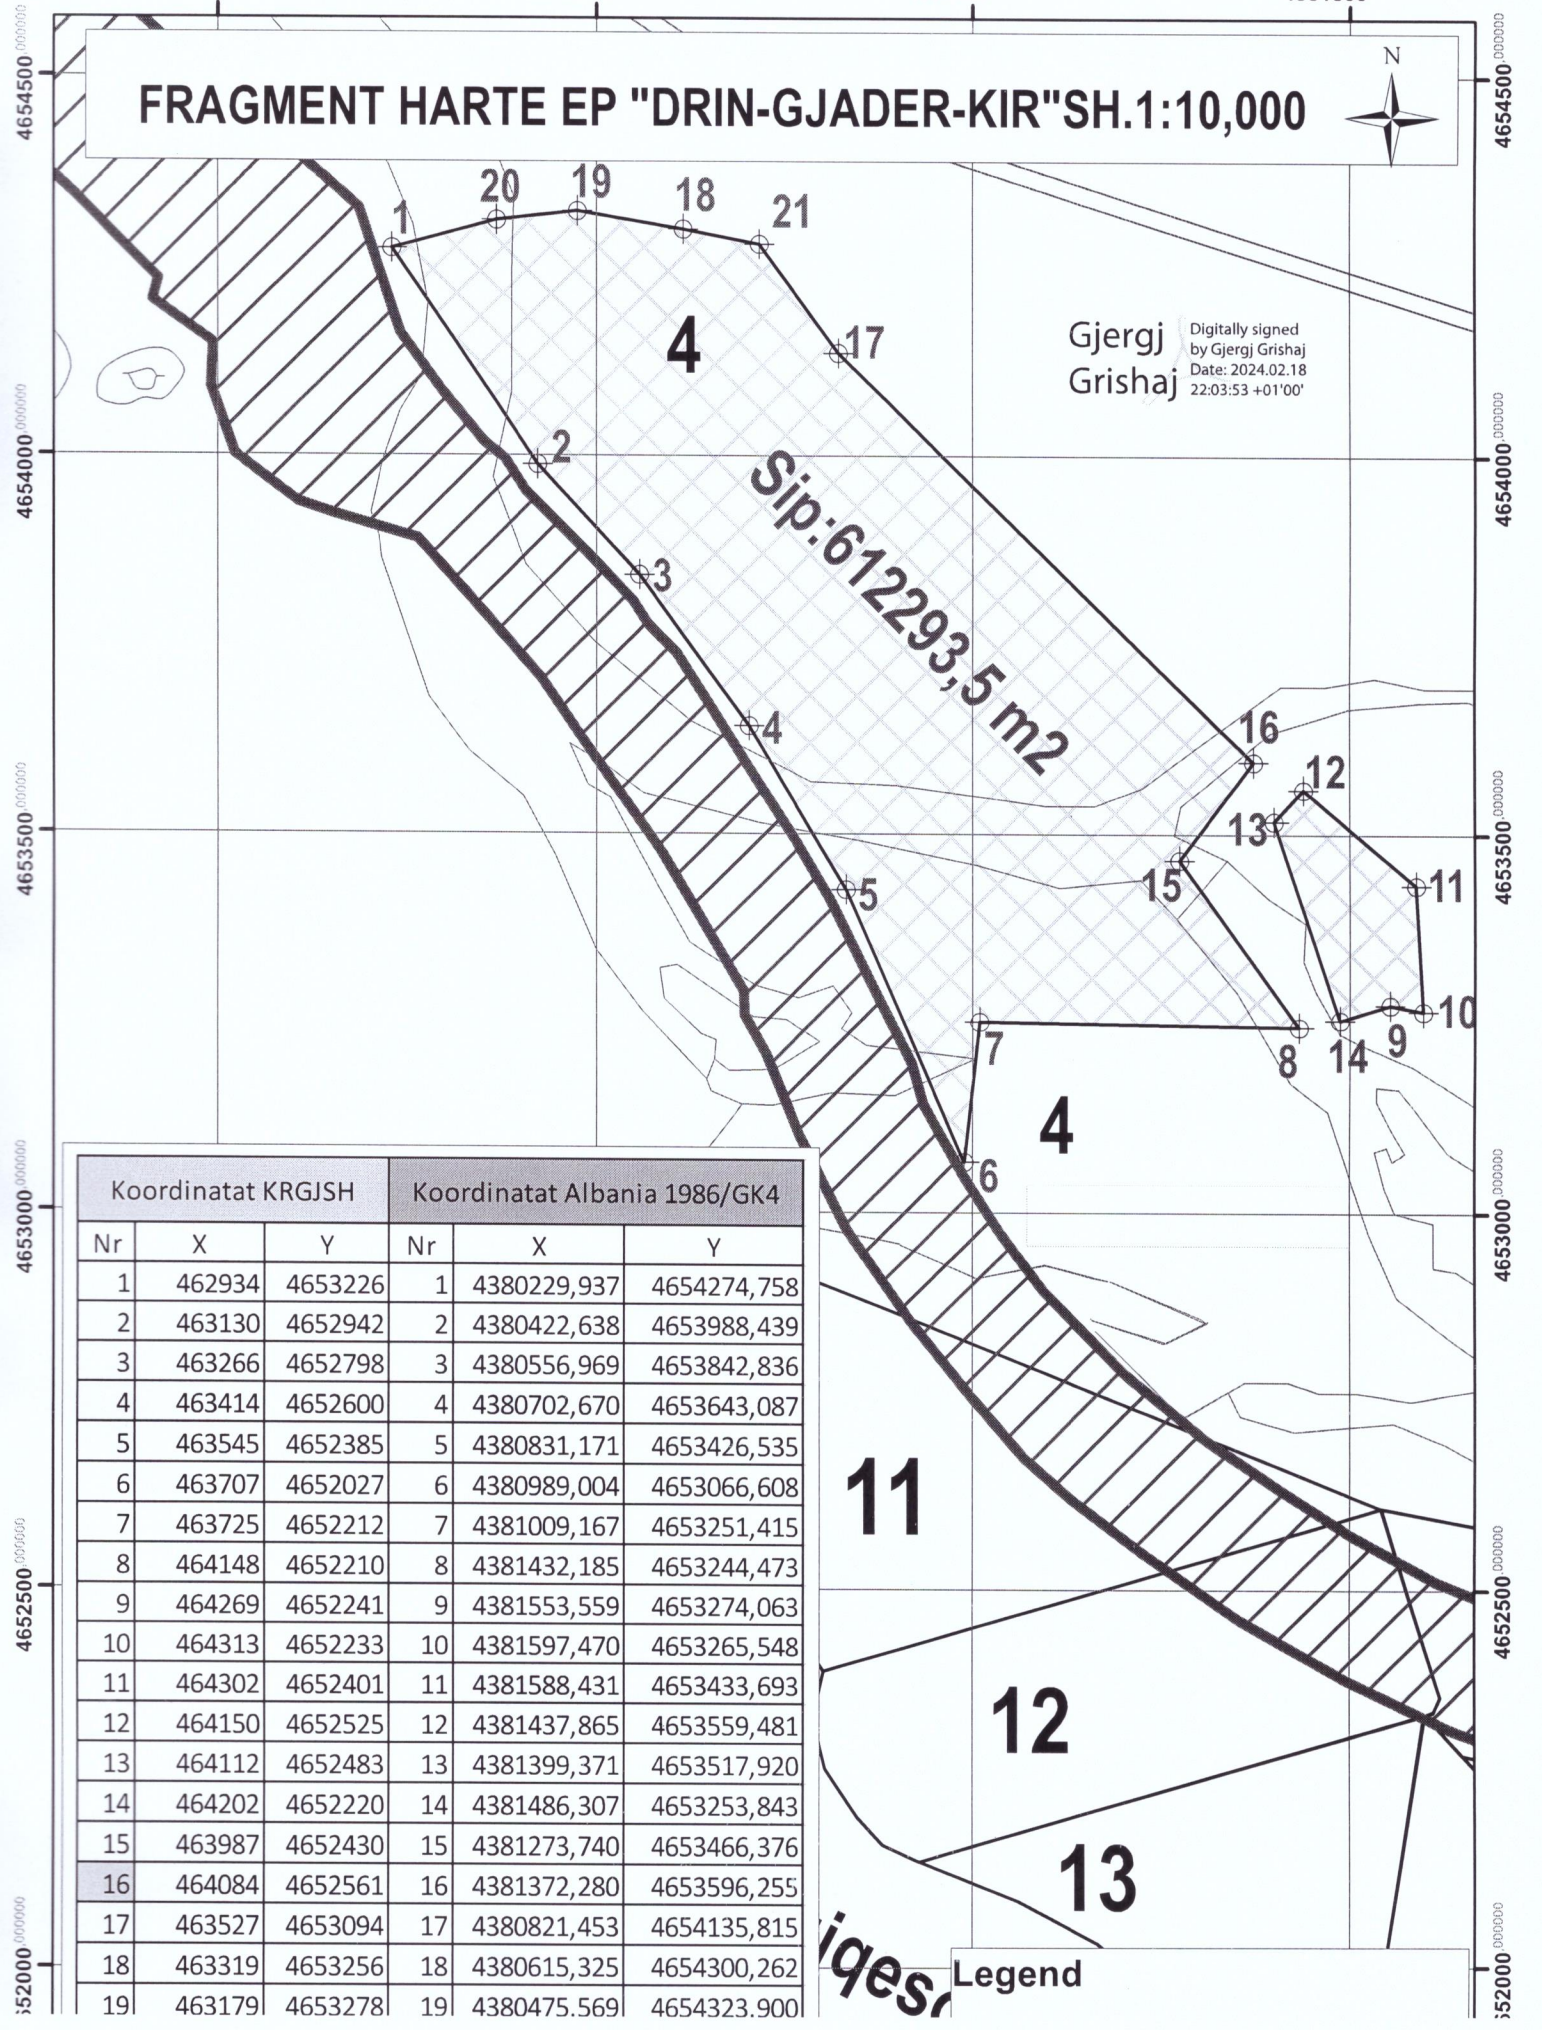 4654500,000000
4654500,000000
N
FRAGMENT HARTE EP "DRIN-GJADER-KIR"SH.1:10,000
20
19
18
21
1
17
4
Gjergj
Grishaj
Digitally signed
by Gjergj Grishaj
Date: 2024.02.18
22:03:53 +01'00'
4654000,000000
4654000,000000
2
Sip:612293,5 m2
3
4
16
12
13
4653500,000000
4653500,000000
5
15
11
10
7
8
14
9
4
6
4653000,000000
4653000,000000
Koordinatat KRGJSH Koordinatat Albania 1986/GK4
Nr X Y Nr X Y
1 462934 4653226 1 4380229,937 4654274,758
2 463130 4652942 2 4380422,638 4653988,439
3 463266 4652798 3 4380556,969 4653842,836
4 463414 4652600 4 4380702,670 4653643,087
5 463545 4652385 5 4380831,171 4653426,535
6 463707 4652027 6 4380989,004 4653066,608
7 463725 4652212 7 4381009,167 4653251,415
8 464148 4652210 8 4381432,185 4653244,473
9 464269 4652241 9 4381553,559 4653274,063
10 464313 4652233 10 4381597,470 4653265,548
11 464302 4652401 11 4381588,431 4653433,693
12 464150 4652525 12 4381437,865 4653559,481
13 464112 4652483 13 4381399,371 4653517,920
14 464202 4652220 14 4381486,307 4653253,843
15 463987 4652430 15 4381273,740 4653466,376
16 464084 4652561 16 4381372,280 4653596,255
17 463527 4653094 17 4380821,453 4654135,815
18 463319 4653256 18 4380615,325 4654300,262
19 463179 4653278 19 4380475.569 4654323.900
11
4652500,000000
4652500,000000
12
13
Legend